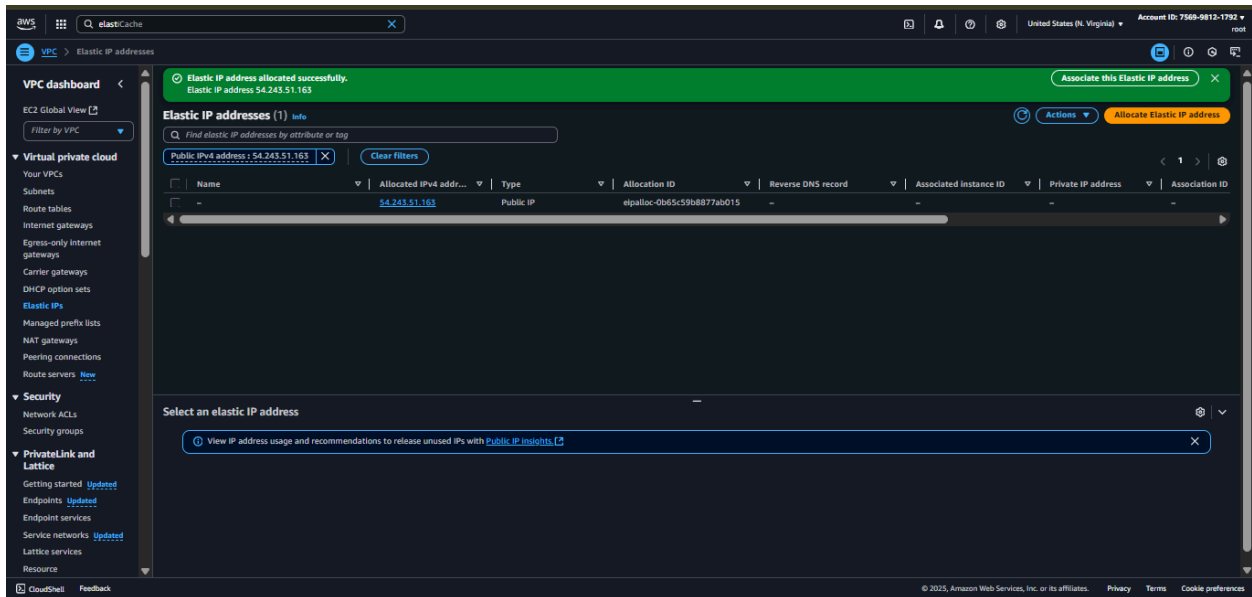 aws
elastiCache
United States (N. Virginia)
Account ID: 7569-9812-1792
root
VPC > Elastic IP addresses
VPC dashboard
EC2 Global View
Filter by VPC
Virtual private cloud
Your VPCs
Subnets
Route tables
Internet gateways
Egress-only internet
gateways
Carrier gateways
DHCP option sets
Elastic IPs
Managed prefix lists
NAT gateways
Peering connections
Route servers New
Security
Network ACLs
Security groups
PrivateLink and
Lattice
Getting started Updated
Endpoints Updated
Endpoint services
Service networks Updated
Lattice services
Resource
Elastic IP address allocated successfully.
Elastic IP address 54.243.51.163
Associate this Elastic IP address
Elastic IP addresses (1) Info
Actions
Allocate Elastic IP address
Find elastic IP addresses by attribute or tag
Public IPv4 address : 54.243.51.163
Clear filters
1
Name Allocated IPv4 addr... Type Allocation ID Reverse DNS record Associated instance ID Private IP address Association ID
– 54.243.51.163 Public IP eipalloc-0b65c59b8877ab015 – – – –
Select an elastic IP address
View IP address usage and recommendations to release unused IPs with Public IP insights.
CloudShell Feedback
© 2025, Amazon Web Services, Inc. or its affiliates. Privacy Terms Cookie preferences